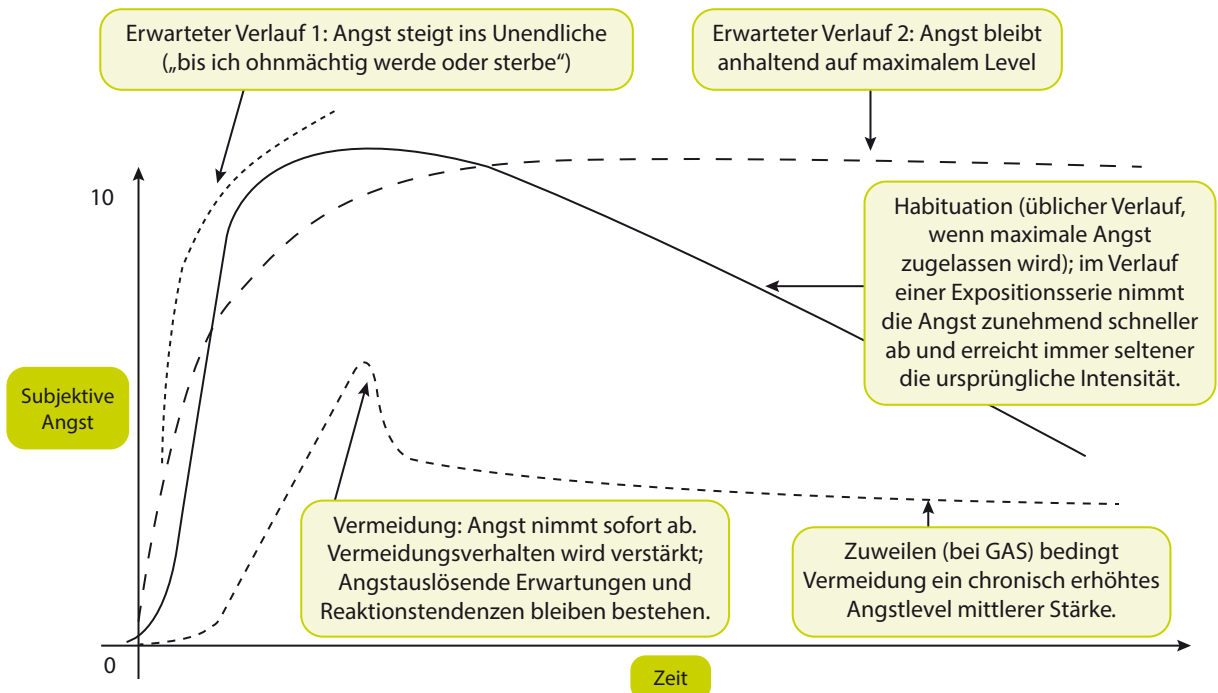 Erwarteter Verlauf 1: Angst steigt ins Unendliche
(„bis ich ohnmächtig werde oder sterbe“)
Erwarteter Verlauf 2: Angst bleibt
anhaltend auf maximalem Level
10
Habituation (üblicher Verlauf,
wenn maximale Angst
zugelassen wird); im Verlauf
einer Expositionsserie nimmt
die Angst zunehmend schneller
ab und erreicht immer seltener
die ursprüngliche Intensität.
Subjektive
Angst
Vermeidung: Angst nimmt sofort ab.
Vermeidungsverhalten wird verstärkt;
Angstauslösende Erwartungen und
Reaktionstendenzen bleiben bestehen.
Zuweilen (bei GAS) bedingt
Vermeidung ein chronisch erhöhtes
Angstlevel mittlerer Stärke.
0
Zeit